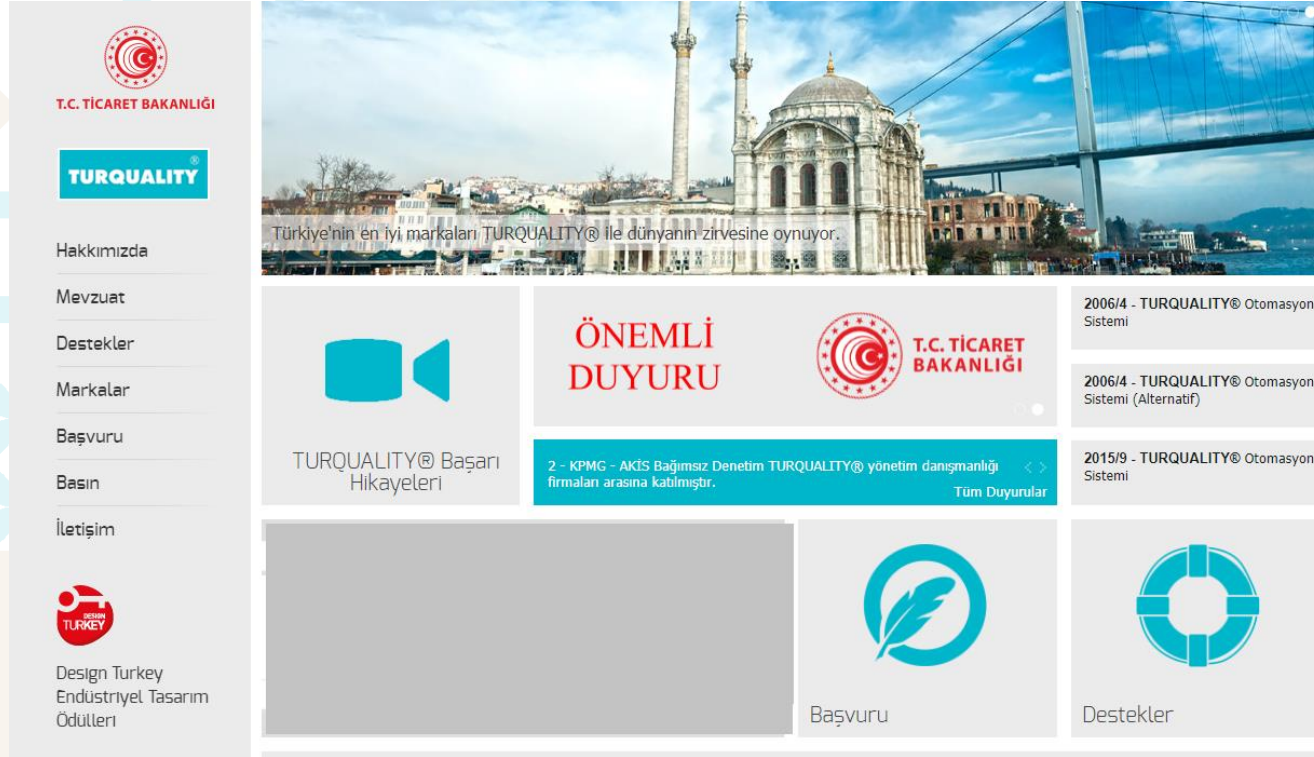 T.C. TİCARET BAKANLIĞI
TURQUALITY®
Hakkımızda
Mevzuat
Destekler
Markalar
Başvuru
Basın
İletişim
DESIGN
TURKEY
Design Turkey
Endüstriyel Tasarım
Ödülleri
Türkiye'nin en iyi markaları TURQUALITY® ile dünyanın zirvesine oynuyor.
TURQUALITY® Başarı
Hikayeleri
ÖNEMLİ
DUYURU
T.C. TİCARET
BAKANLIĞI
2 - KPMG - AKİS Bağımsız Denetim TURQUALITY® yönetim danışmanlığı
firmaları arasına katılmıştır.
Tüm Duyurular
2006/4 - TURQUALITY® Otomasyon
Sistemi
2006/4 - TURQUALITY® Otomasyon
Sistemi (Alternatif)
2015/9 - TURQUALITY® Otomasyon
Sistemi
Başvuru
Destekler